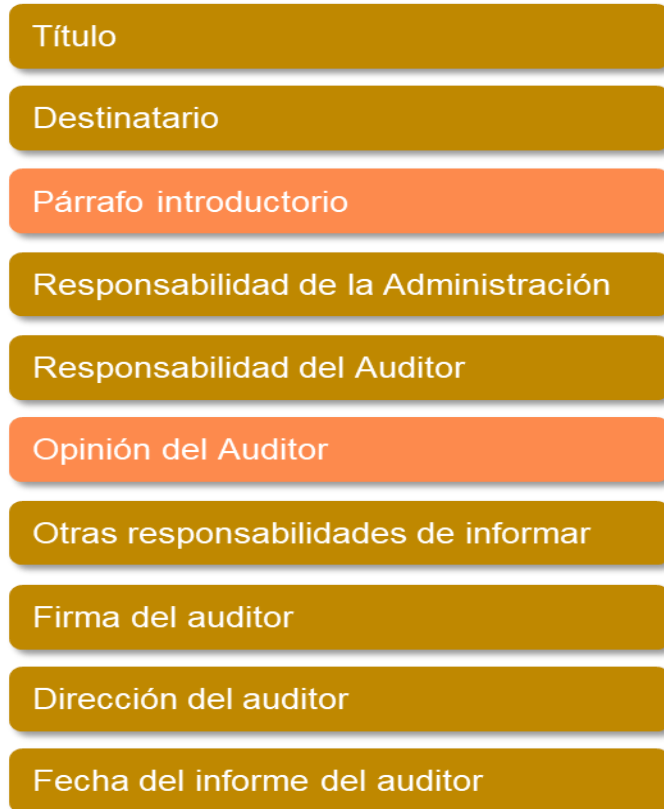 Título
Destinatario
Párrafo introductorio
Responsabilidad de la Administración
Responsabilidad del Auditor
Opinión del Auditor
Otras responsabilidades de informar
Firma del auditor
Dirección del auditor
Fecha del informe del auditor